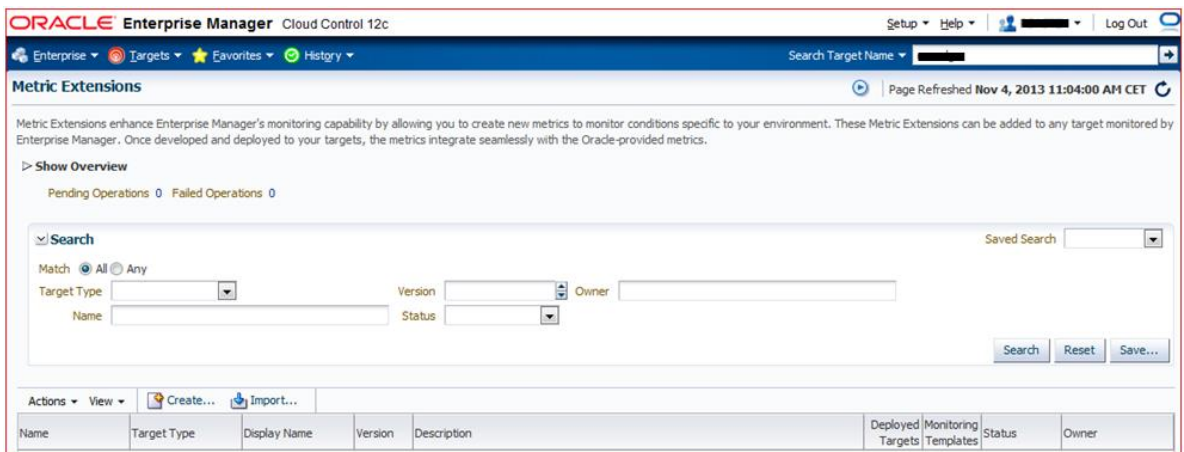 ORACLE Enterprise Manager Cloud Control 12c
Setup Help Log Out
Enterprise Targets Favorites History
Search Target Name
Metric Extensions
Page Refreshed Nov 4, 2013 11:04:00 AM CET
Metric Extensions enhance Enterprise Manager's monitoring capability by allowing you to create new metrics to monitor conditions specific to your environment. These Metric Extensions can be added to any target monitored by
Enterprise Manager. Once developed and deployed to your targets, the metrics integrate seamlessly with the Oracle-provided metrics.
Show Overview
Pending Operations 0 Failed Operations 0
Search
Saved Search
Match All Any
Target Type Version Owner
Name Status
Search Reset Save...
Actions View Create... Import...
Name Target Type Display Name Version Description Deployed Targets Monitoring Templates Status Owner